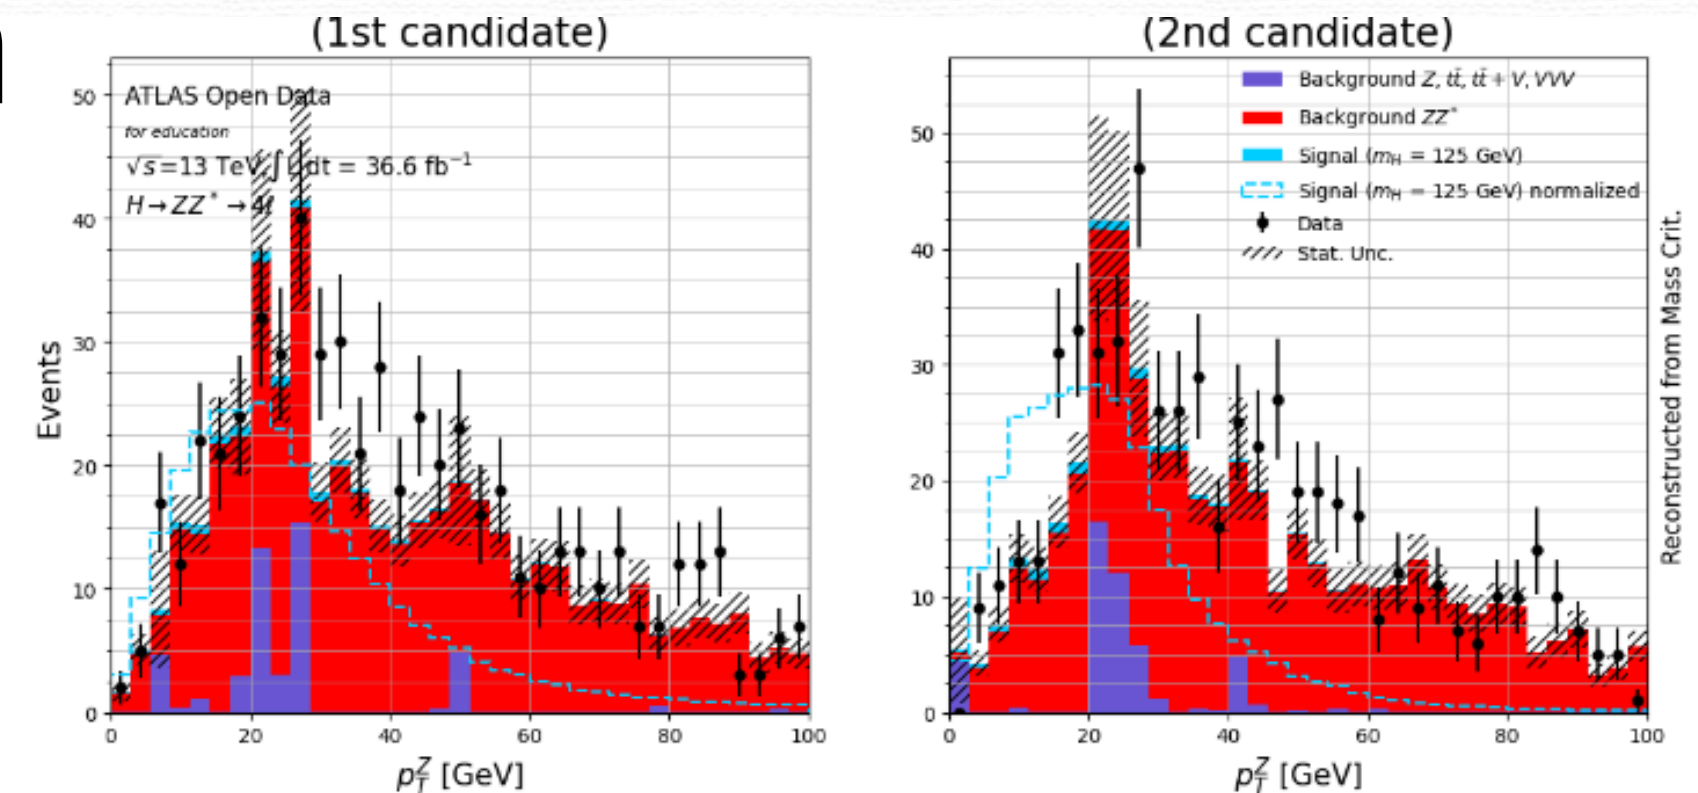 (1st candidate)
ATLAS Open Data
for education
√s=13 TeV,∫L dt = 36.6 fb⁻¹
H→ZZ* →4l
Events
50
40
30
20
10
0
0 20 40 60 80 100
p_T^Z [GeV]
(2nd candidate)
Background Z, tt̄, tt̄ + V, VVV
Background ZZ*
Signal (m_H = 125 GeV)
Signal (m_H = 125 GeV) normalized
Data
Stat. Unc.
50
40
30
20
10
0
0 20 40 60 80 100
p_T^Z [GeV]
Reconstructed from Mass Crit.